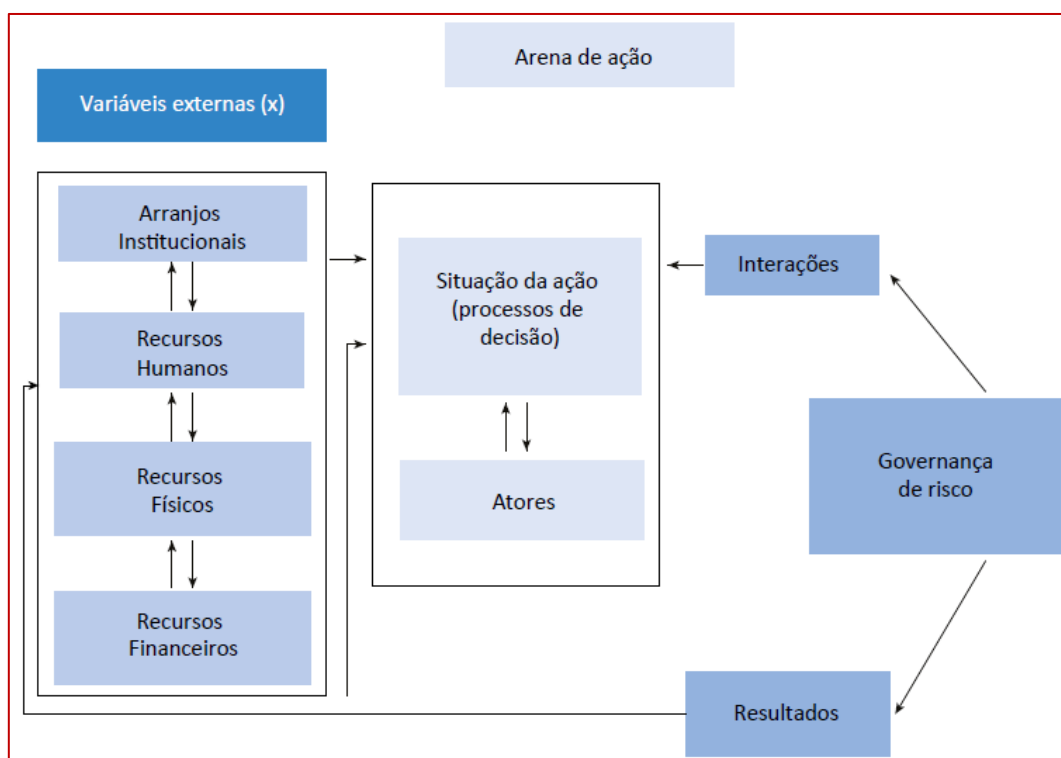 Arena de ação
Variáveis externas (x)
Arranjos
Institucionais
Recursos
Humanos
Recursos
Físicos
Recursos
Financeiros
Situação da ação
(processos de
decisão)
Atores
Interações
Governança
de risco
Resultados